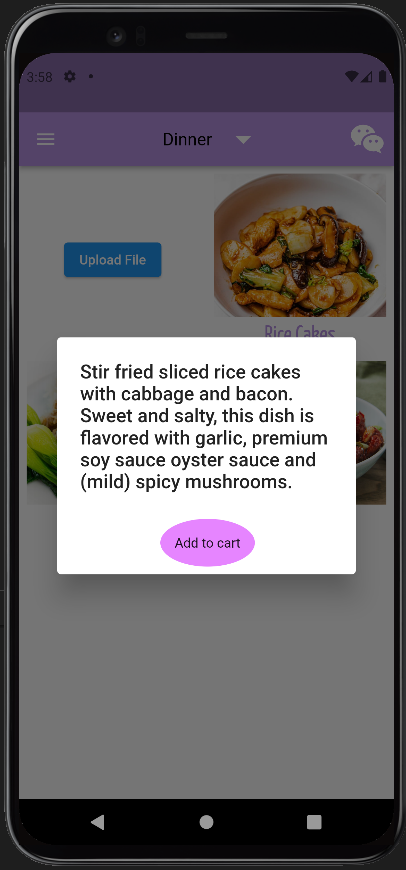 3:58
Dinner
Upload File
Rice Cakes
Stir fried sliced rice cakes
with cabbage and bacon.
Sweet and salty, this dish is
flavored with garlic, premium
soy sauce oyster sauce and
(mild) spicy mushrooms.
Add to cart